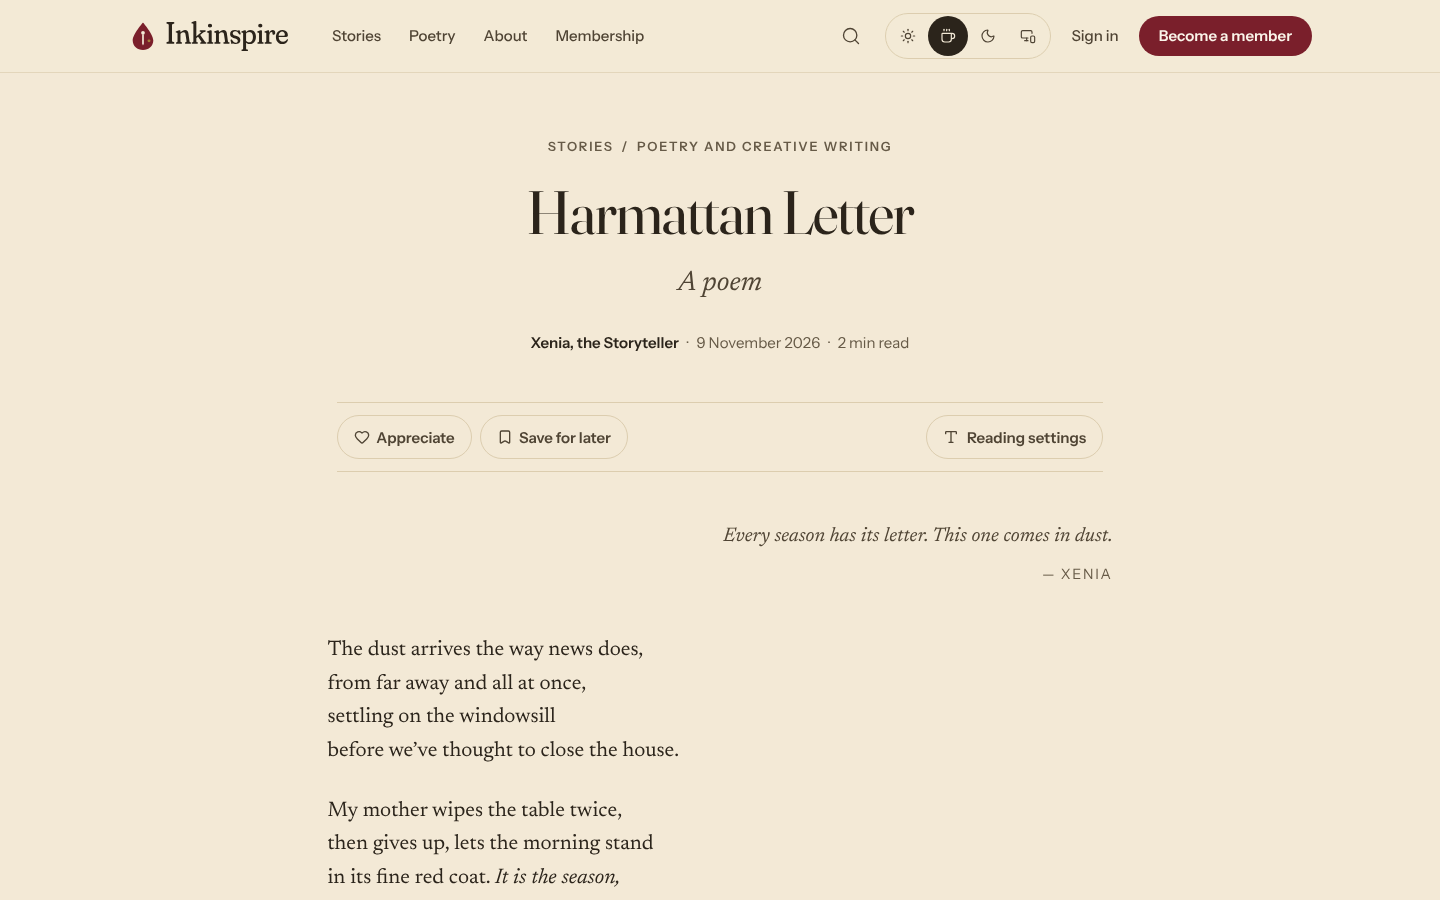 Inkinspire
Stories Poetry About Membership
Sign in
Become a member
STORIES / POETRY AND CREATIVE WRITING
Harmattan Letter
A poem
Xenia, the Storyteller · 9 November 2026 · 2 min read
Appreciate
Save for later
Reading settings
Every season has its letter. This one comes in dust.
— XENIA
The dust arrives the way news does,
from far away and all at once,
settling on the windowsill
before we’ve thought to close the house.
My mother wipes the table twice,
then gives up, lets the morning stand
in its fine red coat. It is the season,